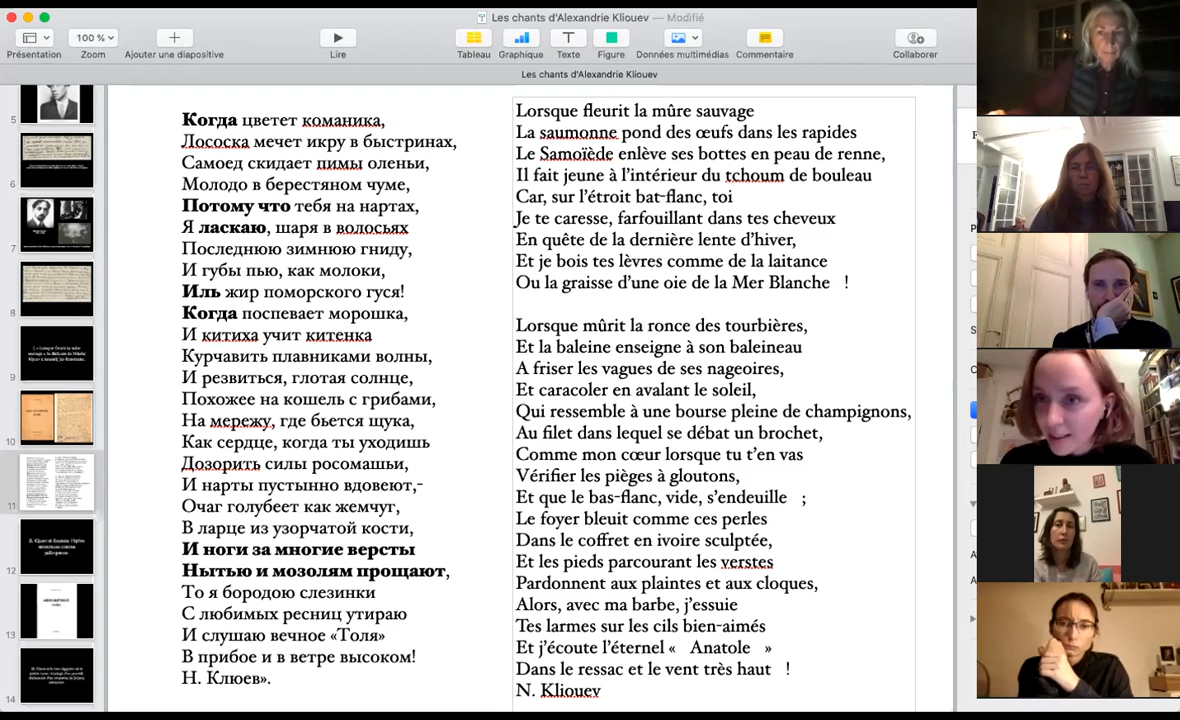 Les chants d'Alexandrie Kliouev — Modifié
100 %
Présentation
Zoom
Ajouter une diapositive
Lire
Tableau
Graphique
Texte
Figure
Données multimédias
Commentaire
Collaborer
Les chants d'Alexandrie Kliouev
5
6
7
8
9
10
11
12
13
14
Когда цветет команика,
Лососка мечет икру в быстринах,
Самоед скидает пимы оленьи,
Молодо в берестяном чуме,
Потому что тебя на нартах,
Я ласкаю, шаря в волосьях
Последнюю зимнюю гниду,
И губы пью, как молоки,
Иль жир поморского гуся!
Когда поспевает морошка,
И китиха учит китенка
Курчавить плавниками волны,
И резвиться, глотая солнце,
Похожее на кошель с грибами,
На мережу, где бьется щука,
Как сердце, когда ты уходишь
Дозорить силы росомашьи,
И нарты пустынно вдовеют,-
Очаг голубеет как жемчуг,
В ларце из узорчатой кости,
И ноги за многие версты
Нытью и мозолям прощают,
То я бородою слезинки
С любимых ресниц утираю
И слушаю вечное «Толя»
В прибое и в ветре высоком!
Н. Клюев».
Lorsque fleurit la mûre sauvage
La saumonne pond des œufs dans les rapides
Le Samoïède enlève ses bottes en peau de renne,
Il fait jeune à l'intérieur du tchoum de bouleau
Car, sur l'étroit bat-flanc, toi
Je te caresse, farfouillant dans tes cheveux
En quête de la dernière lente d'hiver,
Et je bois tes lèvres comme de la laitance
Ou la graisse d'une oie de la Mer Blanche !
Lorsque mûrit la ronce des tourbières,
Et la baleine enseigne à son baleineau
A friser les vagues de ses nageoires,
Et caracoler en avalant le soleil,
Qui ressemble à une bourse pleine de champignons,
Au filet dans lequel se débat un brochet,
Comme mon cœur lorsque tu t'en vas
Vérifier les pièges à gloutons,
Et que le bas-flanc, vide, s'endeuille ;
Le foyer bleuit comme ces perles
Dans le coffret en ivoire sculptée,
Et les pieds parcourant les verstes
Pardonnent aux plaintes et aux cloques,
Alors, avec ma barbe, j'essuie
Tes larmes sur les cils bien-aimés
Et j'écoute l'éternel « Anatole »
Dans le ressac et le vent très haut !
N. Kliouev